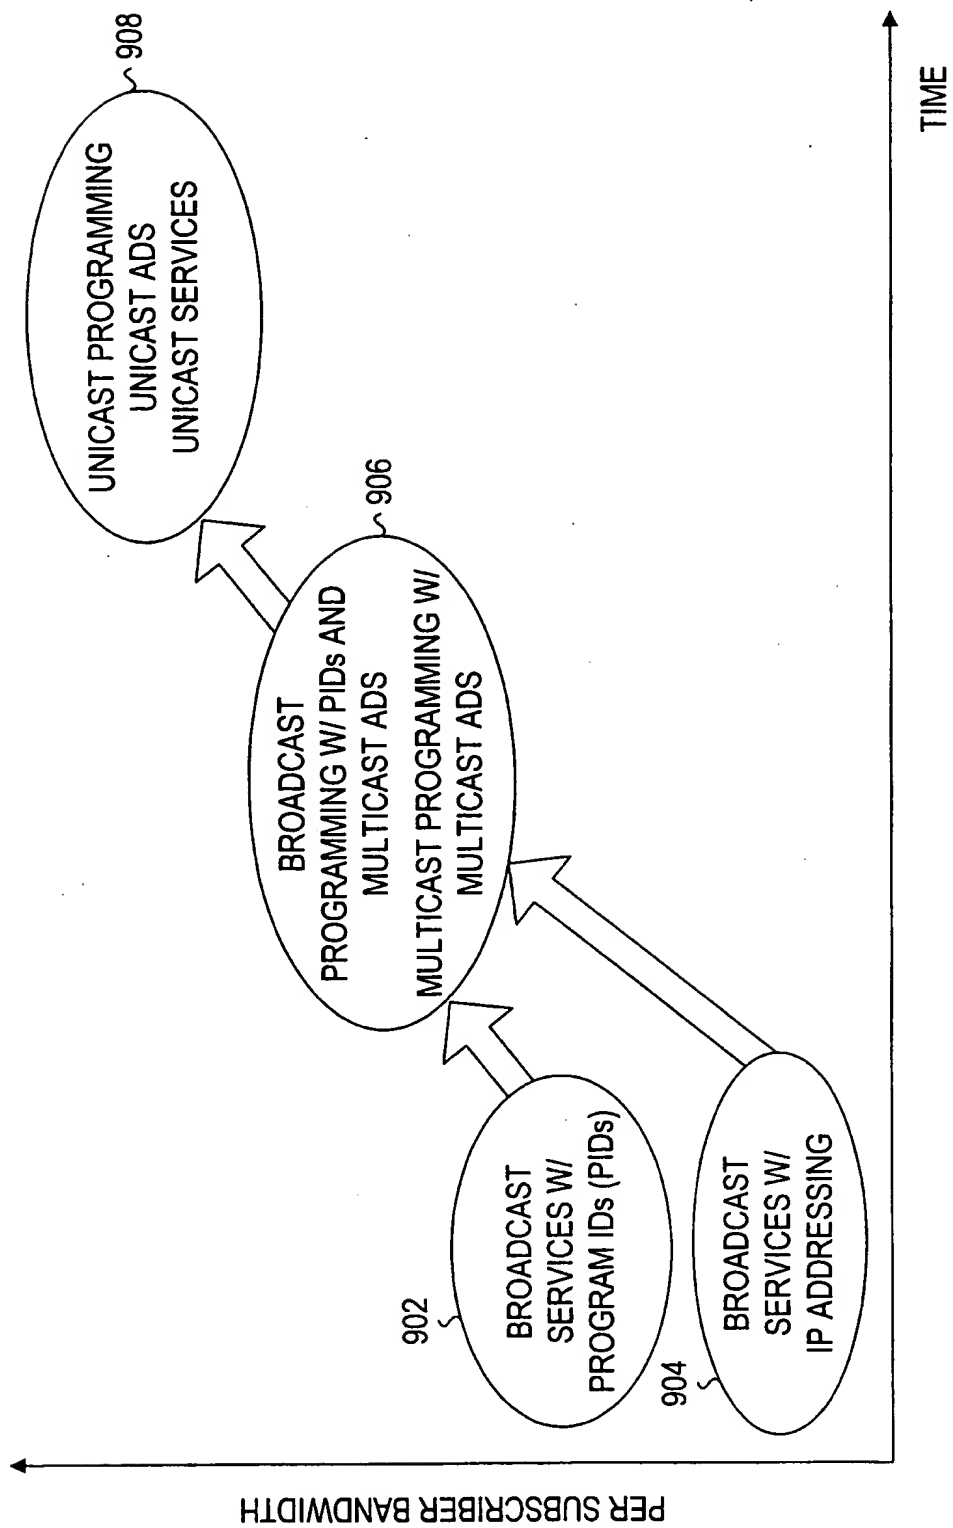 PER SUBSCRIBER BANDWIDTH
902
BROADCAST
SERVICES W/
PROGRAM IDs (PIDs)
904
BROADCAST
SERVICES W/
IP ADDRESSING
906
BROADCAST
PROGRAMMING W/ PIDs AND
MULTICAST ADS
MULTICAST PROGRAMMING W/
MULTICAST ADS
908
UNICAST PROGRAMMING
UNICAST ADS
UNICAST SERVICES
TIME